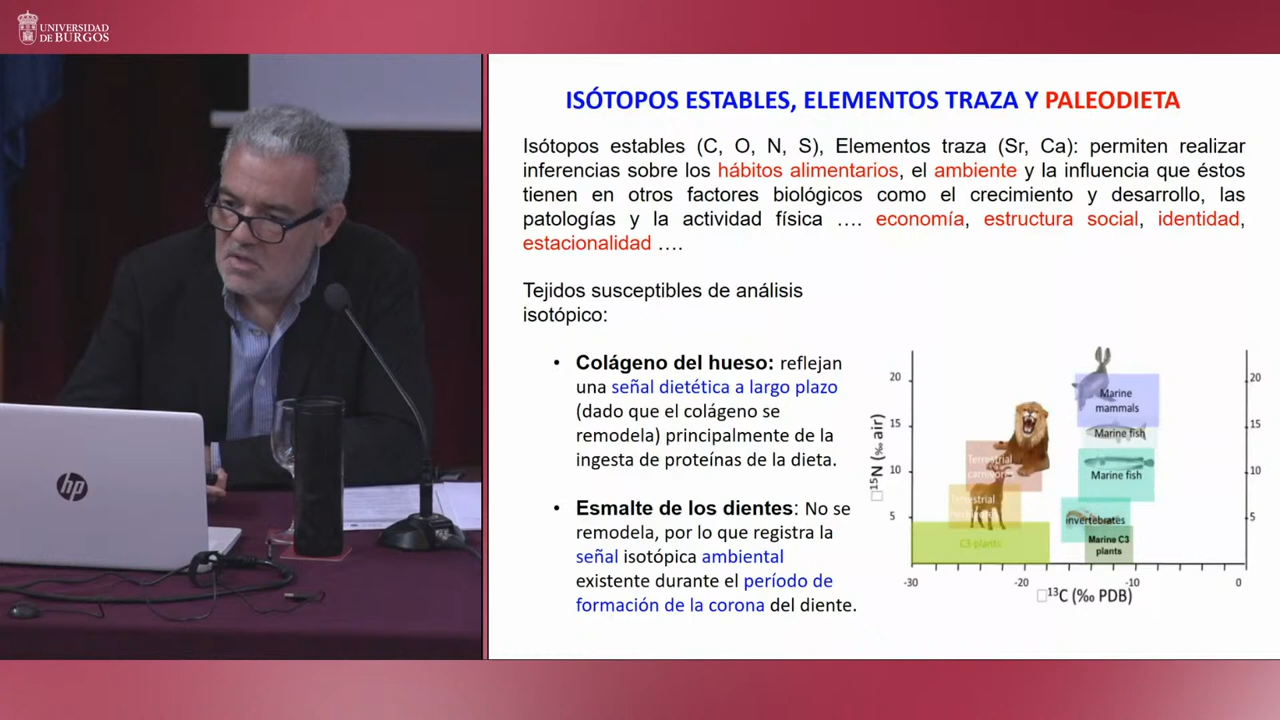 UNIVERSIDAD
DE BURGOS
ISÓTOPOS ESTABLES, ELEMENTOS TRAZA Y PALEODIETA
Isótopos estables (C, O, N, S), Elementos traza (Sr, Ca): permiten realizar
inferencias sobre los hábitos alimentarios, el ambiente y la influencia que éstos
tienen en otros factores biológicos como el crecimiento y desarrollo, las
patologías y la actividad física …. economía, estructura social, identidad,
estacionalidad ….
Tejidos susceptibles de análisis
isotópico:
• Colágeno del hueso: reflejan
una señal dietética a largo plazo
(dado que el colágeno se
remodela) principalmente de la
ingesta de proteínas de la dieta.
• Esmalte de los dientes: No se
remodela, por lo que registra la
señal isotópica ambiental
existente durante el período de
formación de la corona del diente.
20
15
10
5
□¹⁵N (‰ air)
Marine
mammals
Marine fish
Marine fish
invertebrates
Marine C3
plants
Terrestrial
carnivores
Terrestrial
C3 plants
20
15
10
5
-30
-20
-10
0
□¹³C (‰ PDB)
hp